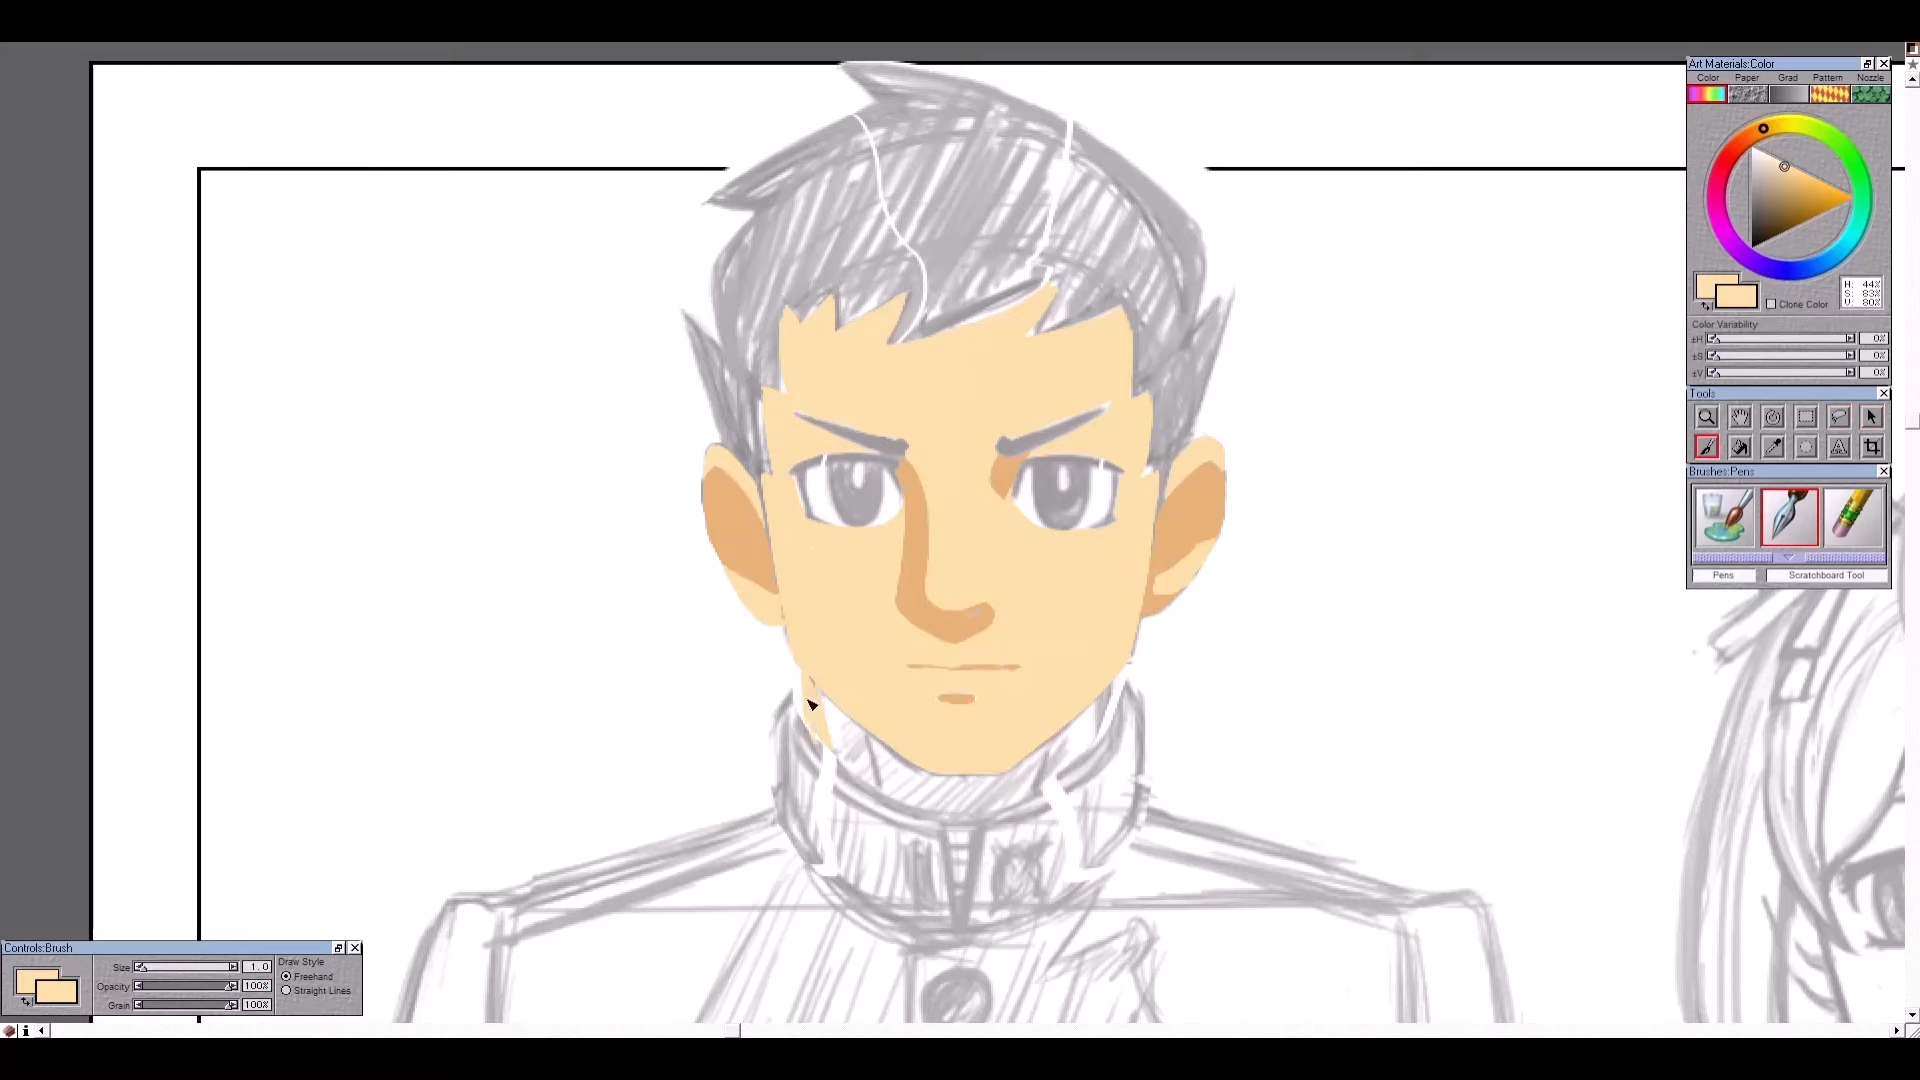 Art Materials:Color
Color Paper Grad Pattern Nozzle
H: 44%
S: 83%
V: 80%
Clone Color
Color Variability
±H 0%
±S 0%
±V 0%
Tools
Brushes:Pens
Pens Scratchboard Tool
Controls:Brush
Size 1.0
Opacity 100%
Grain 100%
Draw Style
Freehand
Straight Lines